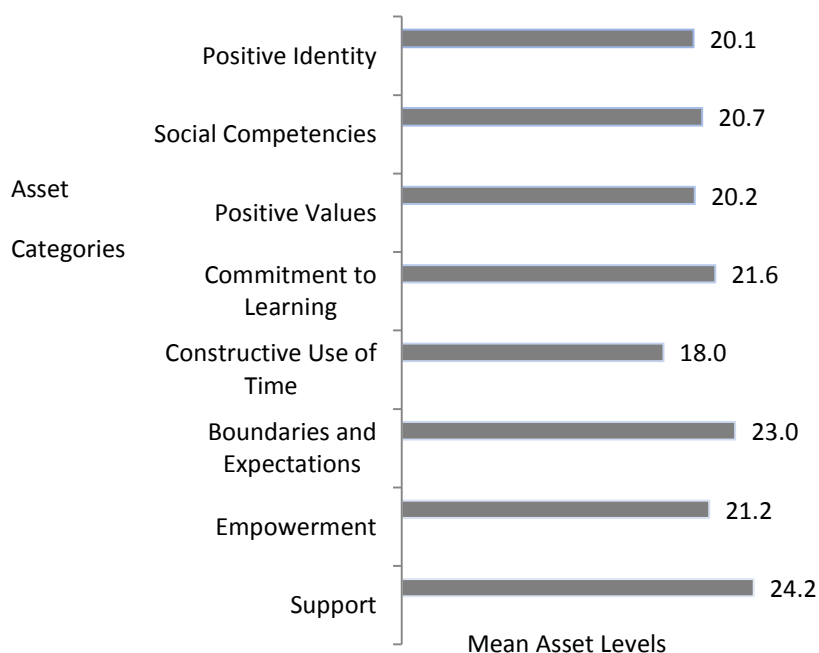 Positive Identity
20.1
Social Competencies
20.7
Asset
Positive Values
20.2
Categories
Commitment to
Learning
21.6
Constructive Use of
Time
18.0
Boundaries and
Expectations
23.0
Empowerment
21.2
Support
24.2
Mean Asset Levels